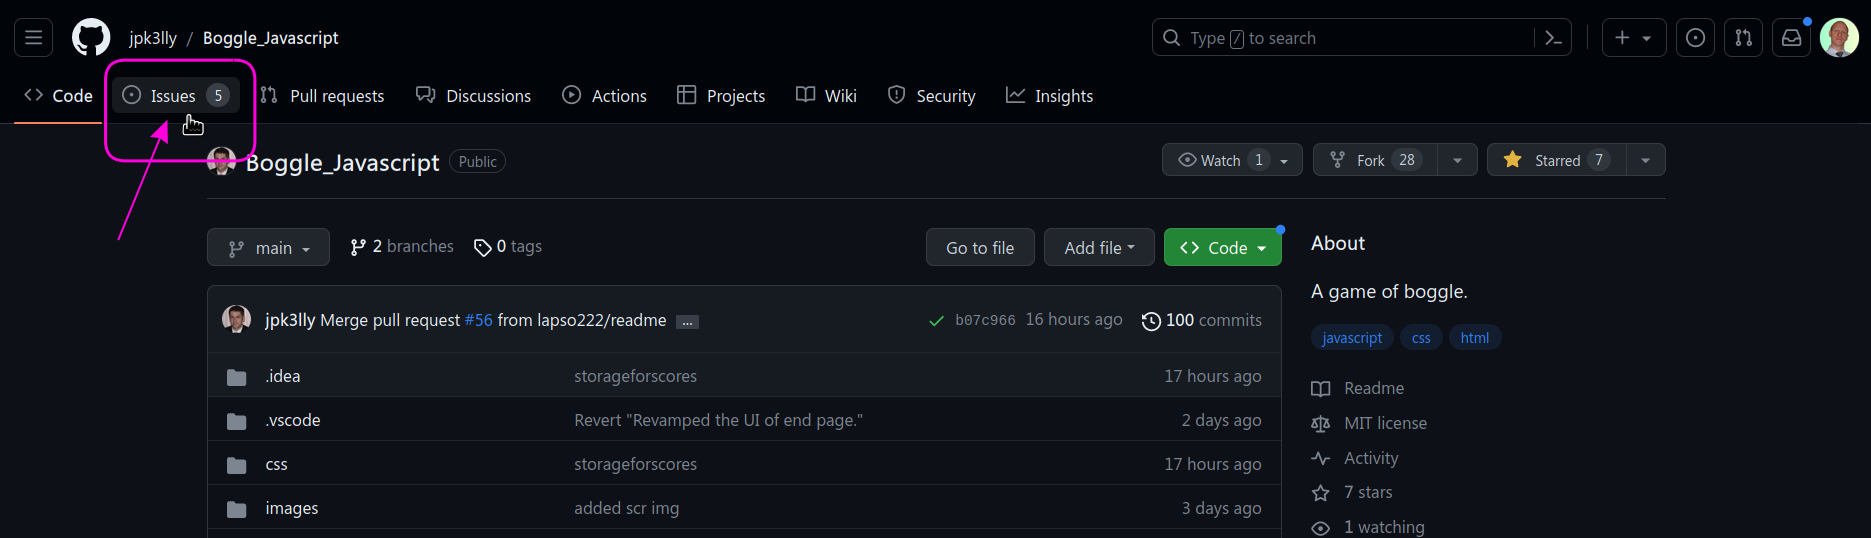 jpk3lly / Boggle_Javascript
Type / to search
Code
Issues 5
Pull requests
Discussions
Actions
Projects
Wiki
Security
Insights
Boggle_Javascript Public
Watch 1
Fork 28
Starred 7
main
2 branches
0 tags
Go to file
Add file
Code
jpk3lly Merge pull request #56 from lapso222/readme ...
b07c966 16 hours ago
100 commits
.idea storageforscores 17 hours ago
.vscode Revert "Revamped the UI of end page." 2 days ago
css storageforscores 17 hours ago
images added scr img 3 days ago
About
A game of boggle.
javascript css html
Readme
MIT license
Activity
7 stars
1 watching